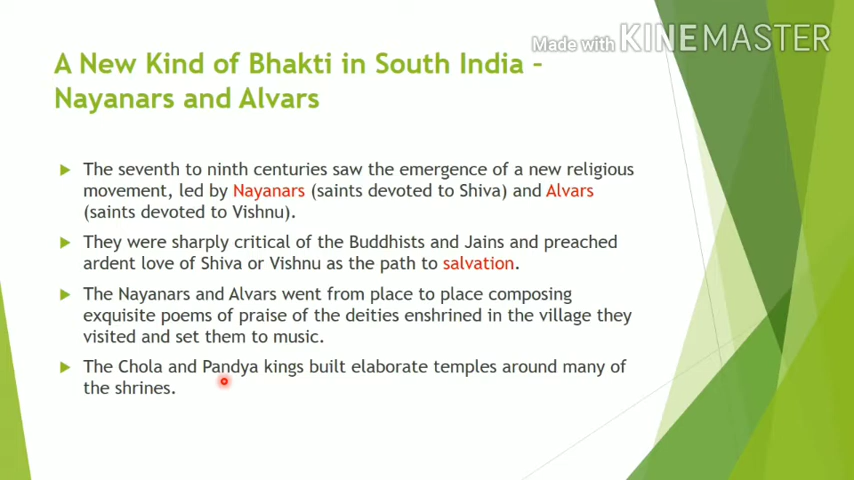 Made with KINEMASTER
A New Kind of Bhakti in South India –
Nayanars and Alvars
The seventh to ninth centuries saw the emergence of a new religious
movement, led by Nayanars (saints devoted to Shiva) and Alvars
(saints devoted to Vishnu).
They were sharply critical of the Buddhists and Jains and preached
ardent love of Shiva or Vishnu as the path to salvation.
The Nayanars and Alvars went from place to place composing
exquisite poems of praise of the deities enshrined in the village they
visited and set them to music.
The Chola and Pandya kings built elaborate temples around many of
the shrines.